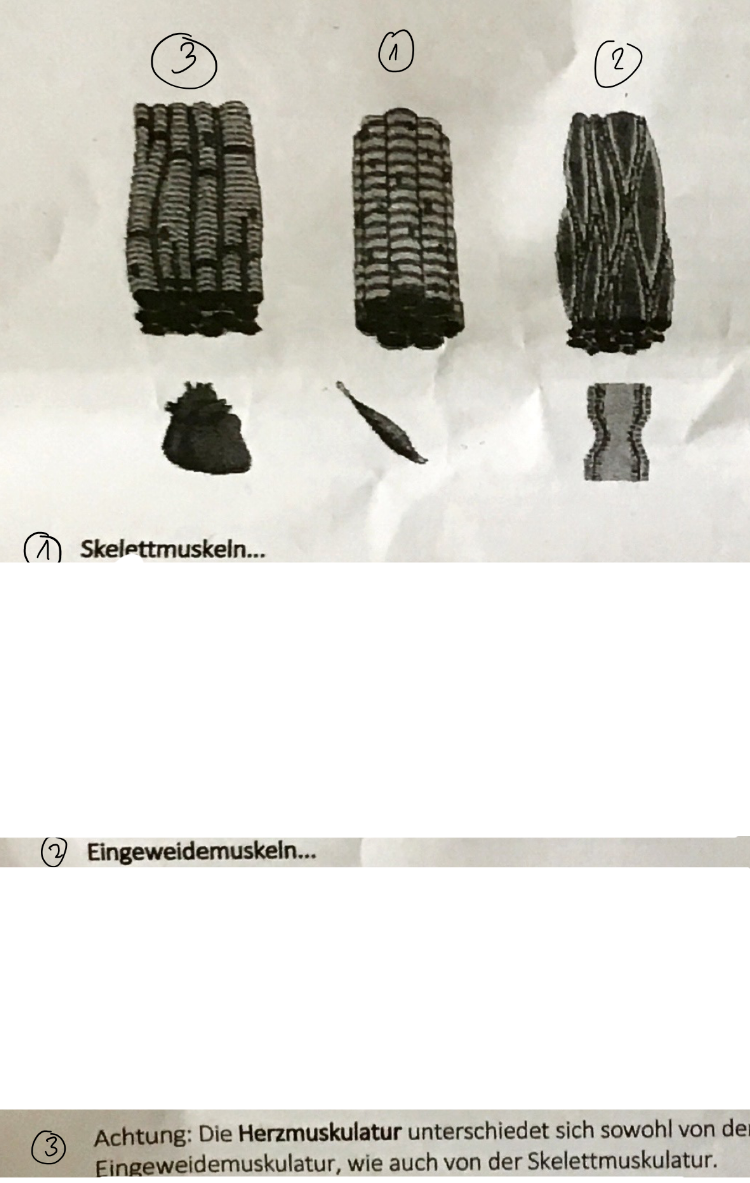 3 1 2
1 Skelettmuskeln...
2 Eingeweidemuskeln...
3 Achtung: Die Herzmuskulatur unterschiedet sich sowohl von der
Eingeweidemuskulatur, wie auch von der Skelettmuskulatur.